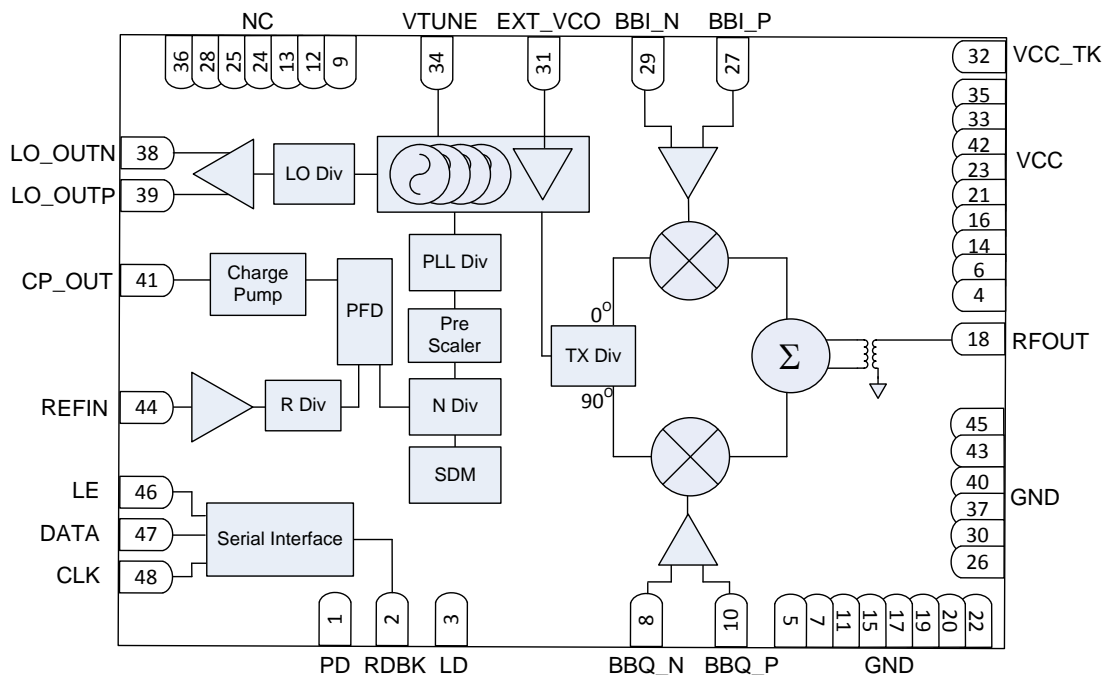 NC VTUNE EXT_VCO BBI_N BBI_P
36 28 25 24 13 12 9 34 31 29 27
32 VCC_TK
35
33
42
23
21
16
14
6
4
VCC
LO_OUTN 38
LO_OUTP 39
LO Div
CP_OUT 41
Charge
Pump
PFD
PLL Div
Pre
Scaler
N Div
SDM
REFIN 44
R Div
0O
TX Div
90O
Σ
18 RFOUT
LE 46
DATA 47
CLK 48
Serial Interface
45
43
40
37
30
26
GND
1 2 3 8 10 5 7 11 15 17 19 20 22
PD RDBK LD BBQ_N BBQ_P GND